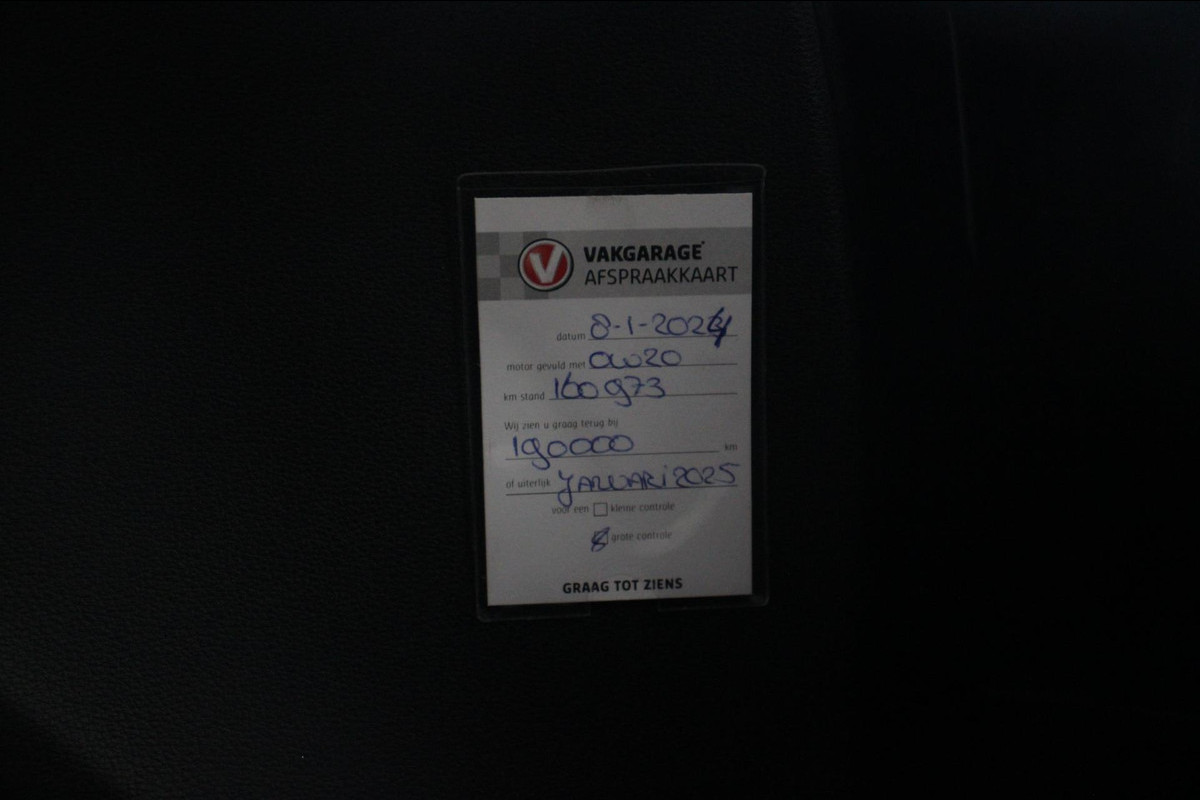 V
VAKGARAGE
AFSPRAAKKAART
datum 8-1-2024
motor gevuld met 0W20
km stand 160973
Wij zien u graag terug bij
190000 km
of uiterlijk JANUARI 2025
voor een kleine controle
grote controle
GRAAG TOT ZIENS